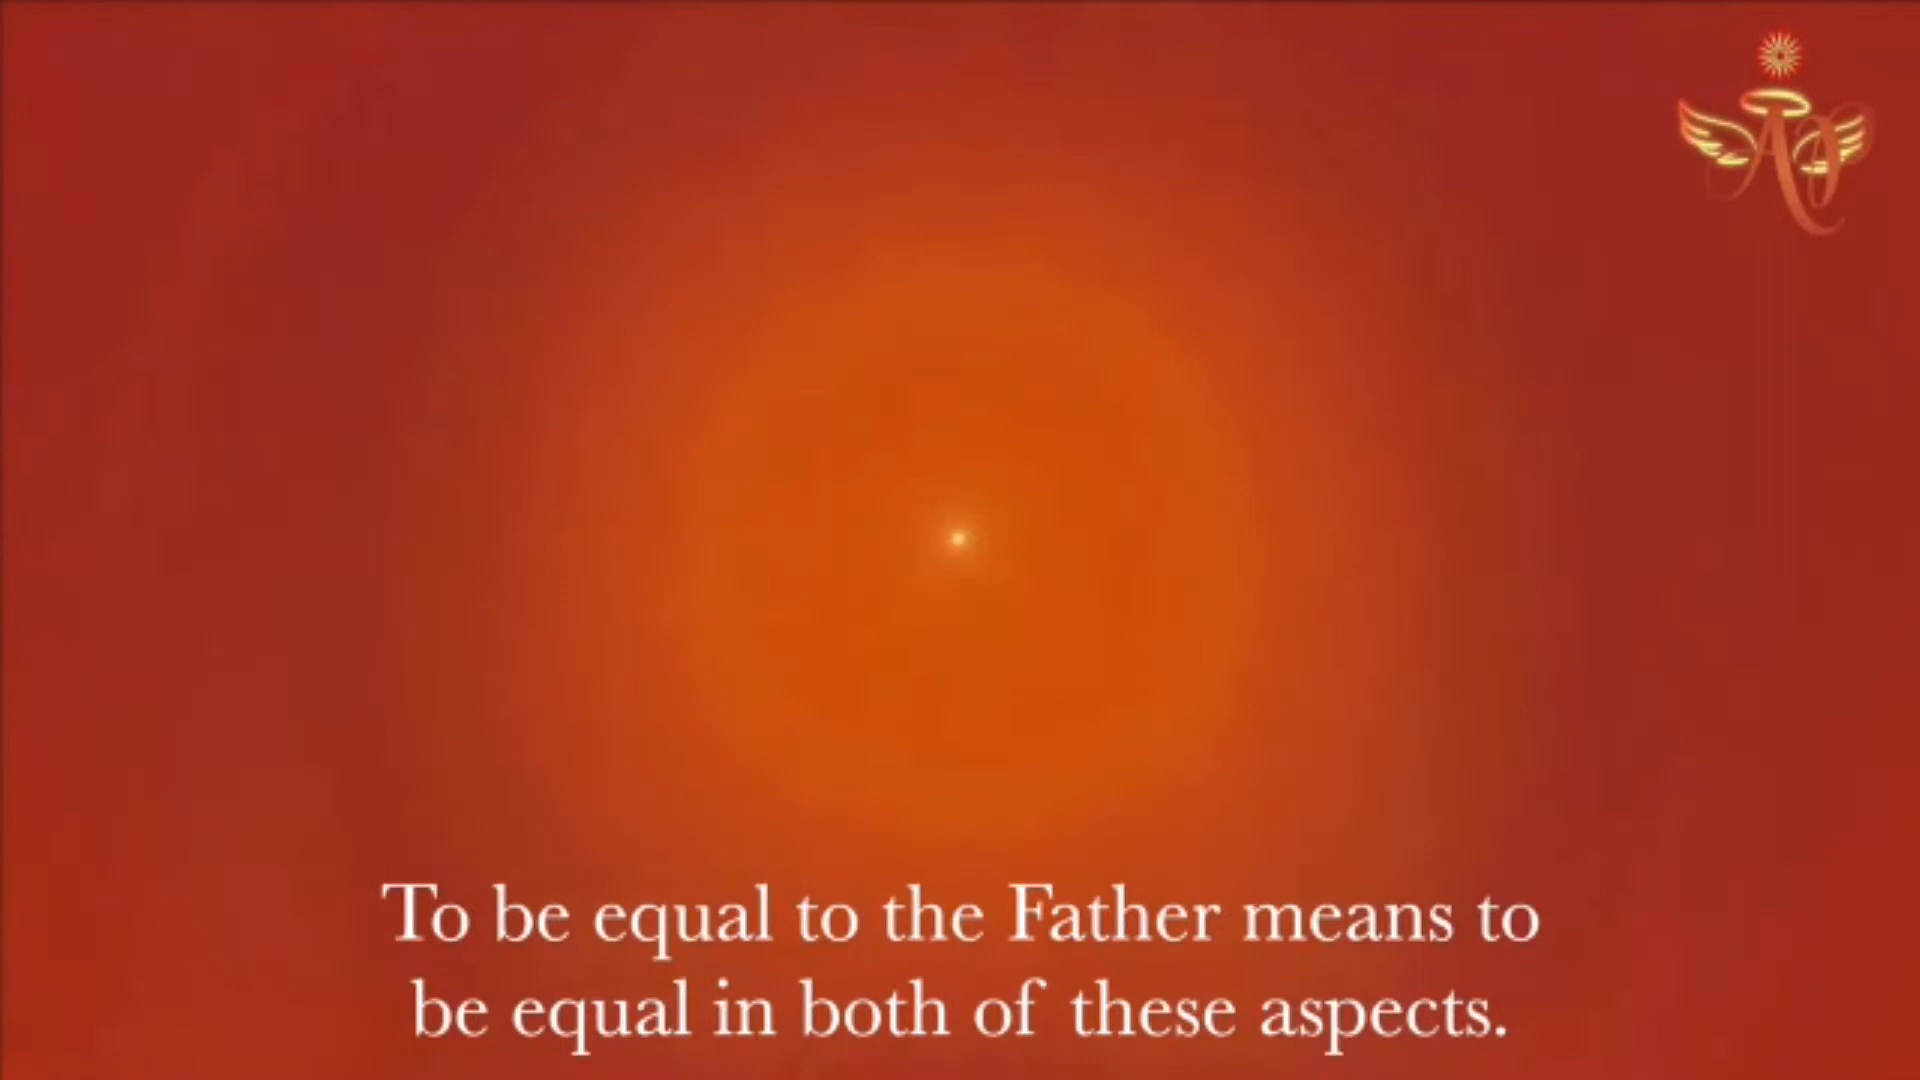 To be equal to the Father means to
be equal in both of these aspects.